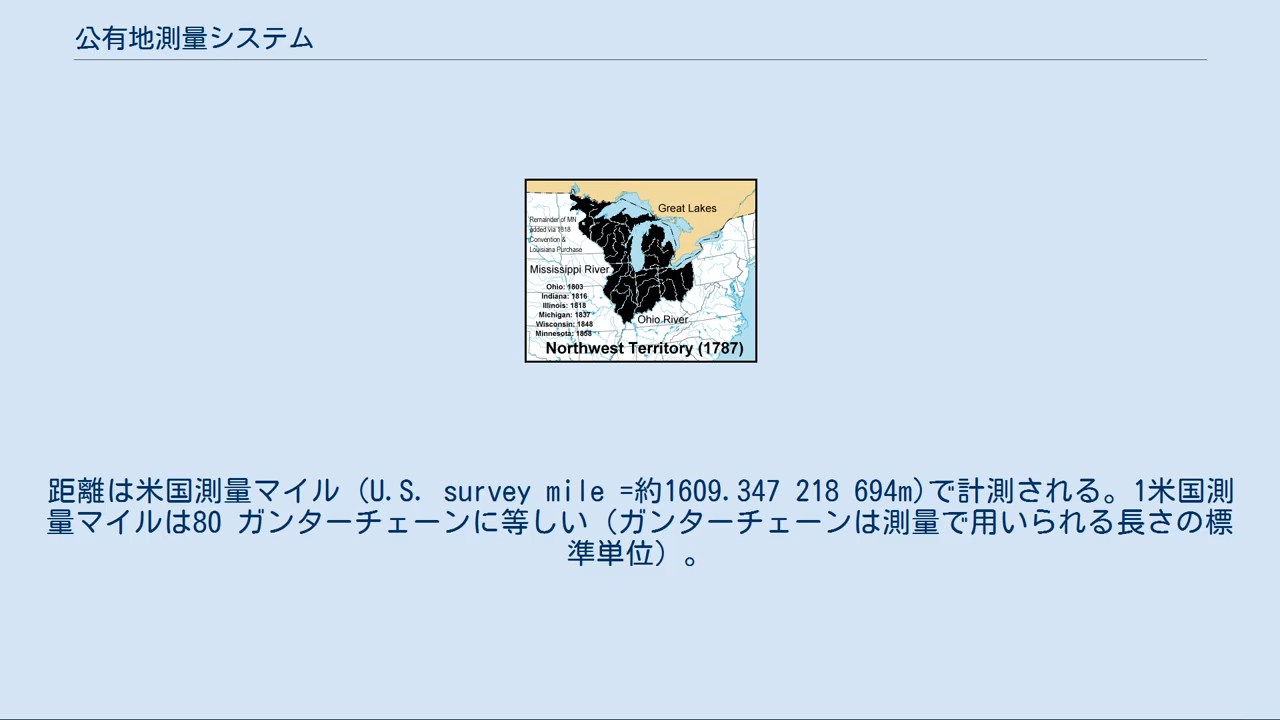 公有地測量システム
Great Lakes
Remainder of MN
added via 1818
Convention &
Louisiana Purchase
Mississippi River
Ohio: 1803
Indiana: 1816
Illinois: 1818
Michigan: 1837
Wisconsin: 1848
Minnesota: 1858
Ohio River
Northwest Territory (1787)
距離は米国測量マイル（U.S. survey mile =約1609.347 218 694m)で計測される。1米国測
量マイルは80 ガンターチェーンに等しい（ガンターチェーンは測量で用いられる長さの標
準単位）。